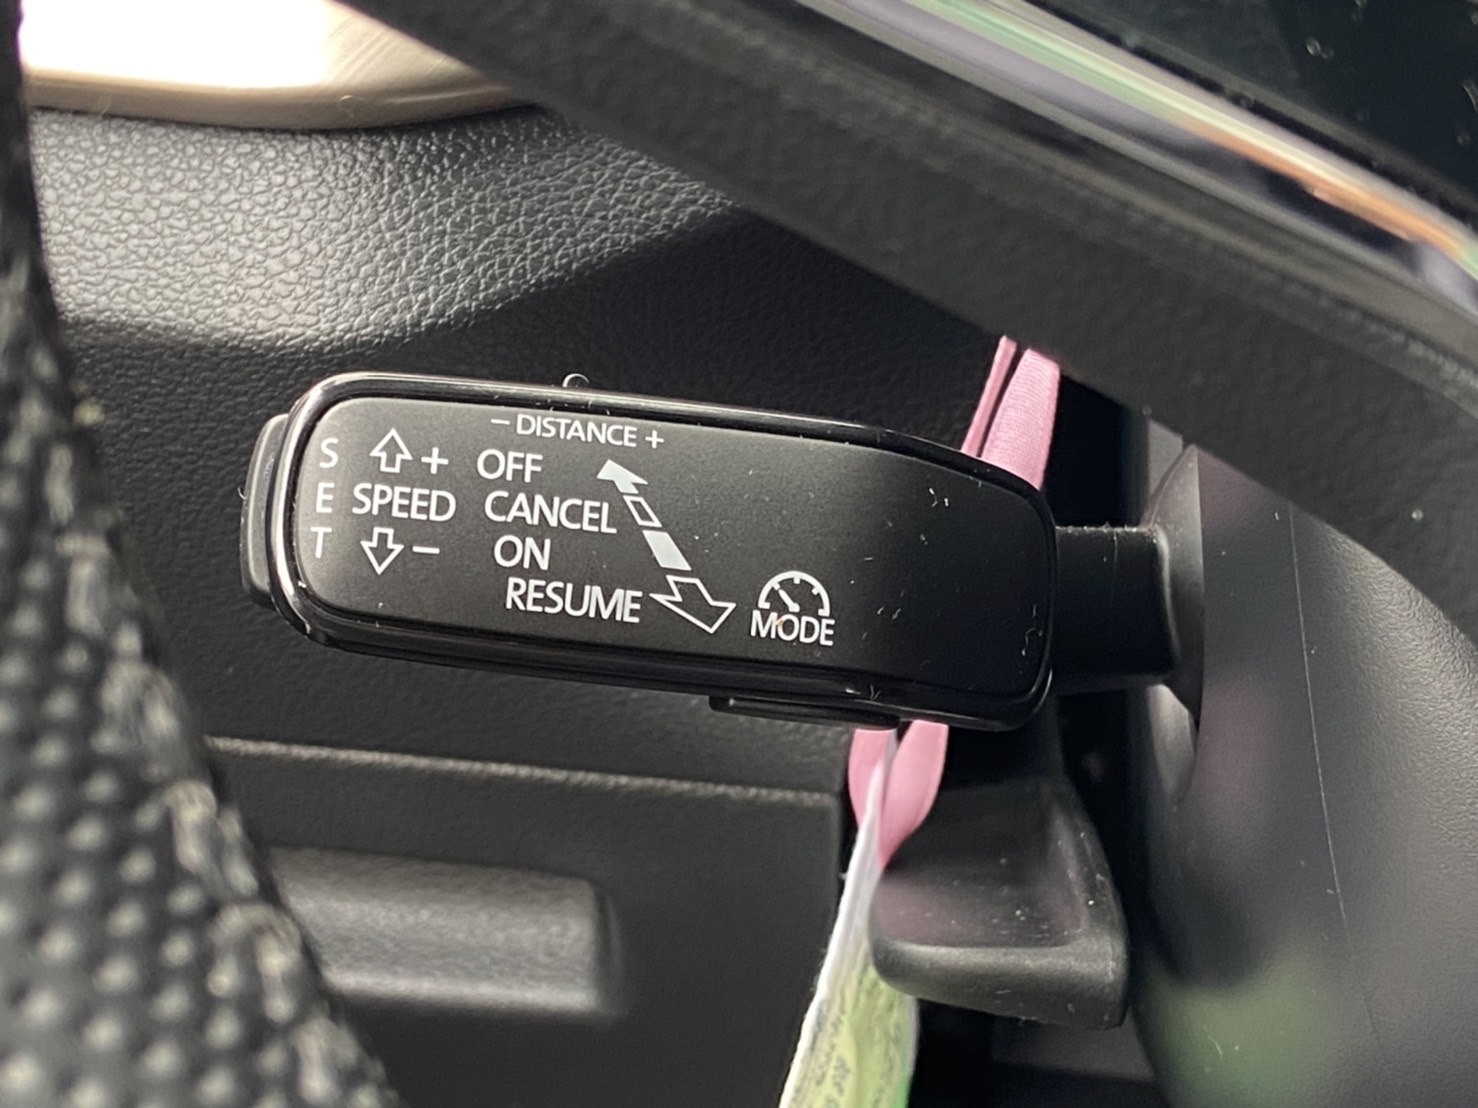 – DISTANCE +
S + OFF
E SPEED CANCEL
T – ON
RESUME
MODE